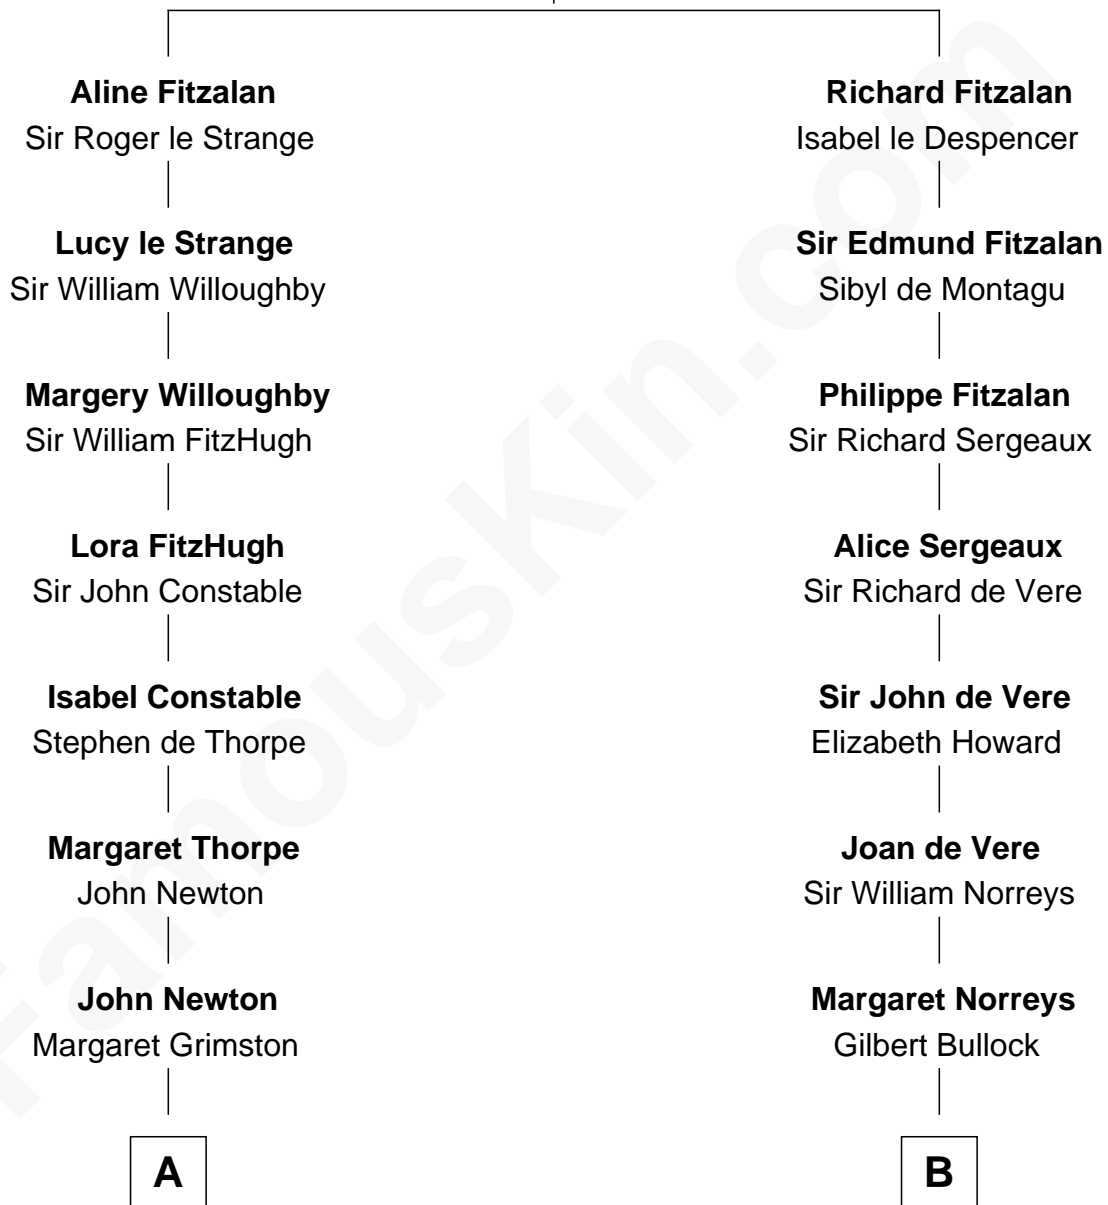 Aline Fitzalan
Sir Roger le Strange
Lucy le Strange
Sir William Willoughby
Margery Willoughby
Sir William FitzHugh
Lora FitzHugh
Sir John Constable
Isabel Constable
Stephen de Thorpe
Margaret Thorpe
John Newton
John Newton
Margaret Grimston
A
Richard Fitzalan
Isabel le Despencer
Sir Edmund Fitzalan
Sibyl de Montagu
Philippe Fitzalan
Sir Richard Sergeaux
Alice Sergeaux
Sir Richard de Vere
Sir John de Vere
Elizabeth Howard
Joan de Vere
Sir William Norreys
Margaret Norreys
Gilbert Bullock
B
FamousKin.com